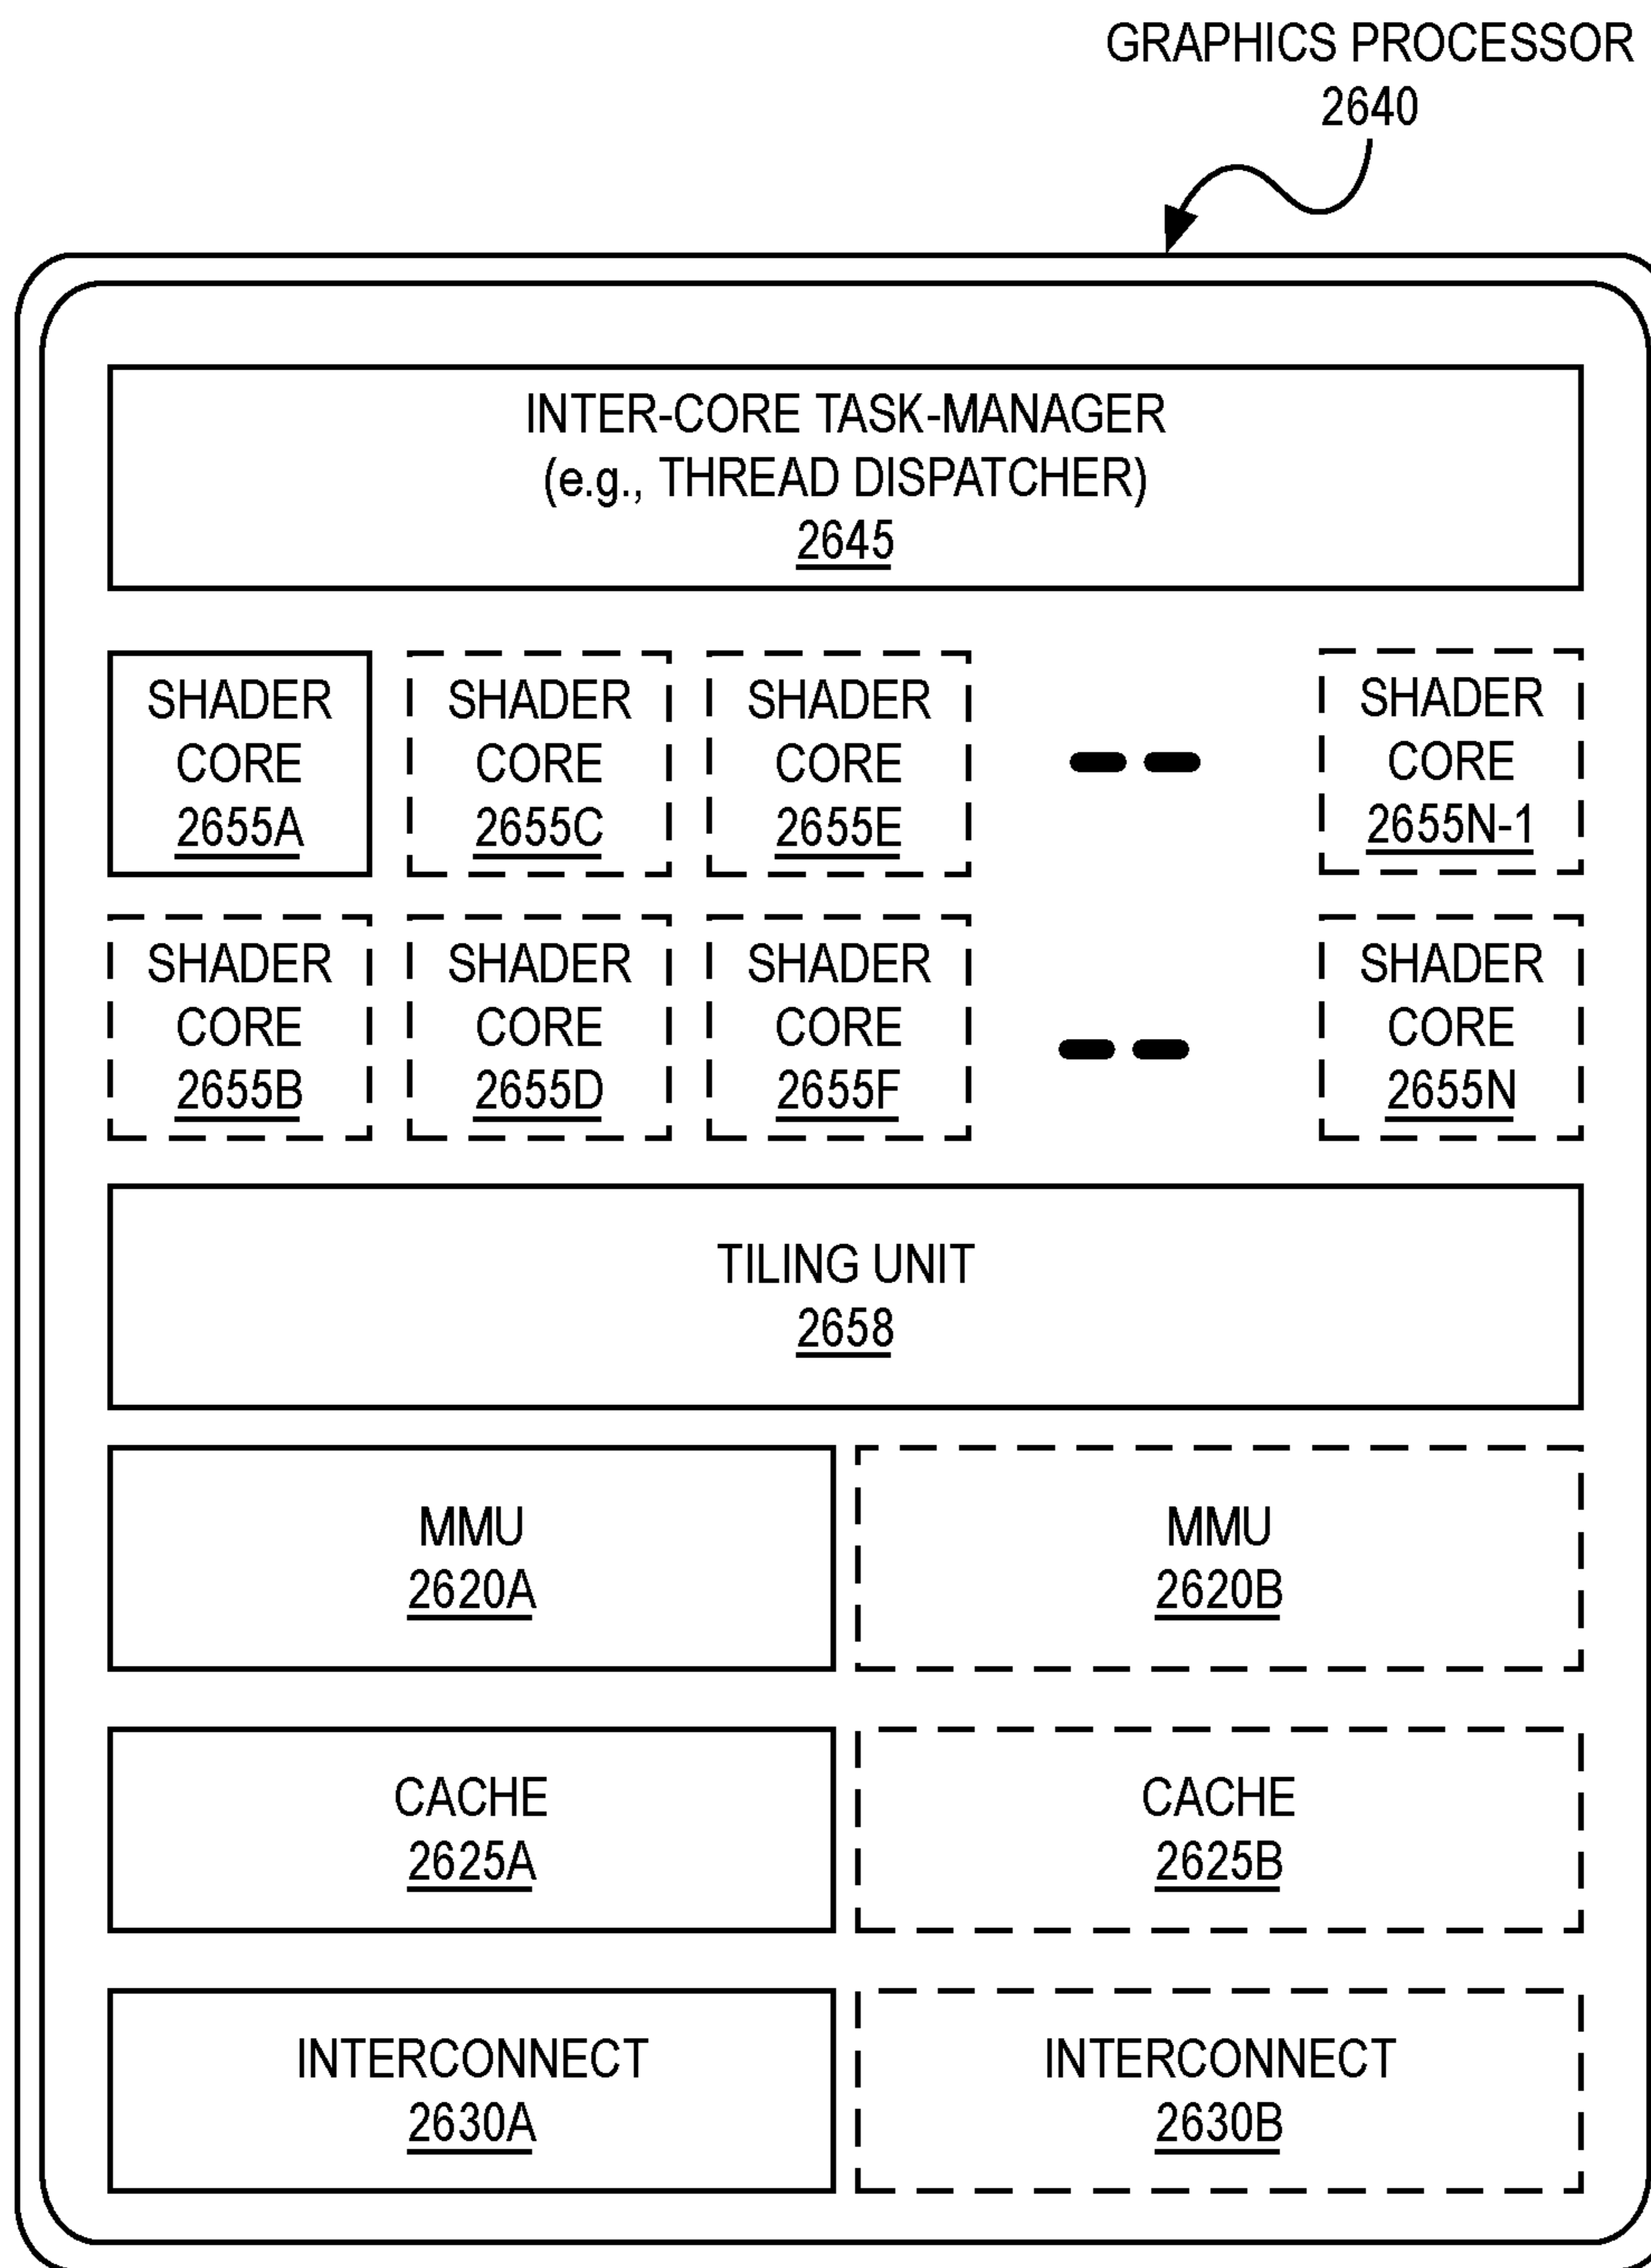 GRAPHICS PROCESSOR
2640
INTER-CORE TASK-MANAGER
(e.g., THREAD DISPATCHER)
2645
SHADER
CORE
2655A
SHADER
CORE
2655C
SHADER
CORE
2655E
SHADER
CORE
2655N-1
SHADER
CORE
2655B
SHADER
CORE
2655D
SHADER
CORE
2655F
SHADER
CORE
2655N
TILING UNIT
2658
MMU
2620A
MMU
2620B
CACHE
2625A
CACHE
2625B
INTERCONNECT
2630A
INTERCONNECT
2630B